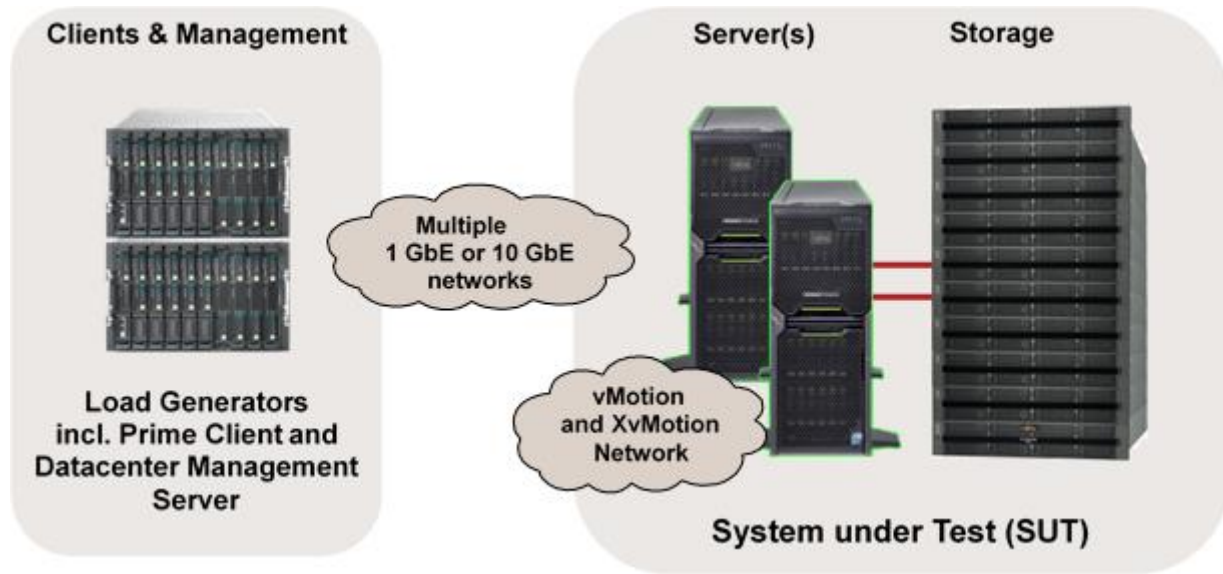 Clients & Management
Load Generators
incl. Prime Client and
Datacenter Management
Server
Multiple
1 GbE or 10 GbE
networks
Server(s)
Storage
vMotion
and XvMotion
Network
System under Test (SUT)